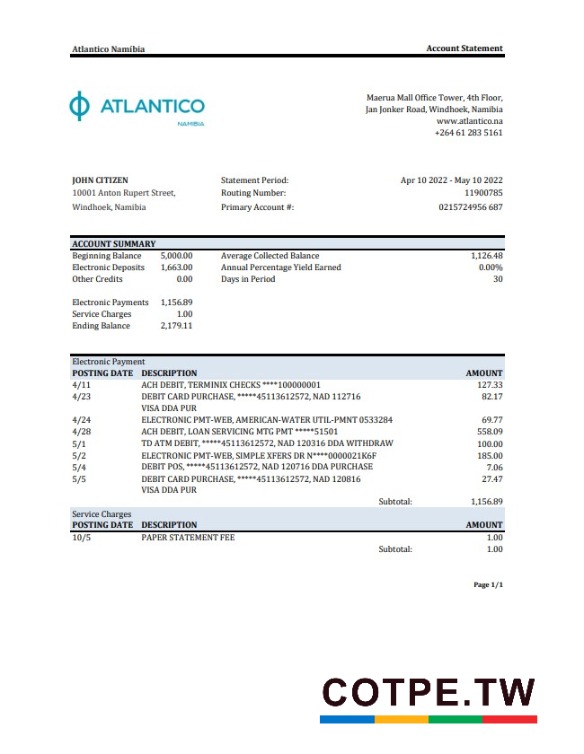 Atlantico Namibia Account Statement
ATLANTICO
NAMIBIA
Maerua Mall Office Tower, 4th Floor,
Jan Jonker Road, Windhoek, Namibia
www.atlantico.na
+264 61 283 5161
JOHN CITIZEN Statement Period: Apr 10 2022 - May 10 2022
10001 Anton Rupert Street, Routing Number: 11900785
Windhoek, Namibia Primary Account #: 0215724956 687
ACCOUNT SUMMARY
Beginning Balance 5,000.00 Average Collected Balance 1,126.48
Electronic Deposits 1,663.00 Annual Percentage Yield Earned 0.00%
Other Credits 0.00 Days in Period 30
Electronic Payments 1,156.89
Service Charges 1.00
Ending Balance 2,179.11
Electronic Payment
POSTING DATE DESCRIPTION AMOUNT
4/11 ACH DEBIT, TERMINIX CHECKS ****100000001 127.33
4/23 DEBIT CARD PURCHASE, *****45113612572, NAD 112716 82.17
VISA DDA PUR
4/24 ELECTRONIC PMT-WEB, AMERICAN-WATER UTIL-PMNT 0533284 69.77
4/28 ACH DEBIT, LOAN SERVICING MTG PMT *****51501 558.09
5/1 TD ATM DEBIT, *****45113612572, NAD 120316 DDA WITHDRAW 100.00
5/2 ELECTRONIC PMT-WEB, SIMPLE XFERS DR N****0000021K6F 185.00
5/4 DEBIT POS, *****45113612572, NAD 120716 DDA PURCHASE 7.06
5/5 DEBIT CARD PURCHASE, *****45113612572, NAD 120816 27.47
VISA DDA PUR
Subtotal: 1,156.89
Service Charges
POSTING DATE DESCRIPTION AMOUNT
10/5 PAPER STATEMENT FEE 1.00
Subtotal: 1.00
Page 1/1
COTPE.TW